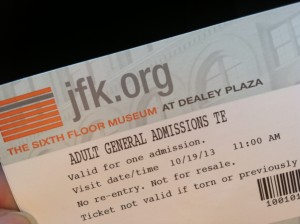 jfk.org
THE SIXTH FLOOR MUSEUM AT DEALEY PLAZA
ADULT GENERAL ADMISSIONS TE
Valid for one admission.
Visit date/time 10/19/13 11:00 AM
No re-entry. Not for resale.
Ticket not valid if torn or previously
100101